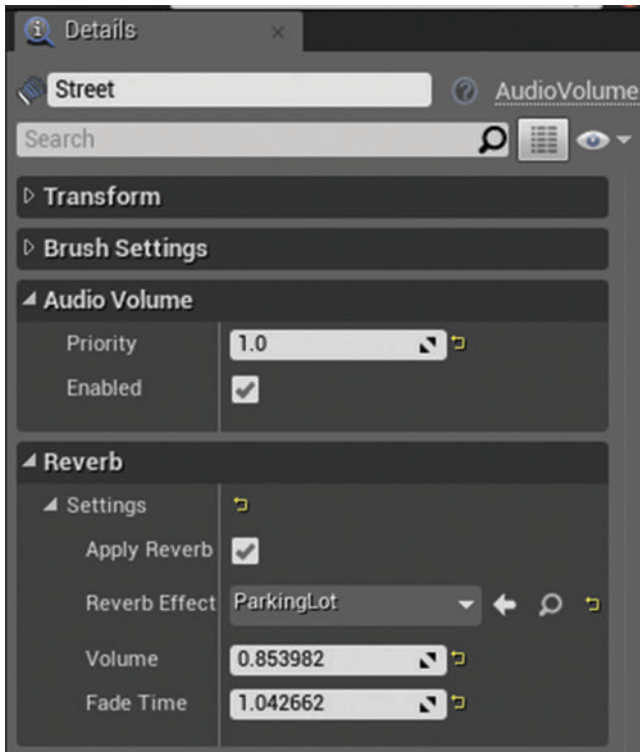 Details
Street AudioVolume
Search
Transform
Brush Settings
Audio Volume
Priority 1.0
Enabled
Reverb
Settings
Apply Reverb
Reverb Effect ParkingLot
Volume 0.853982
Fade Time 1.042662